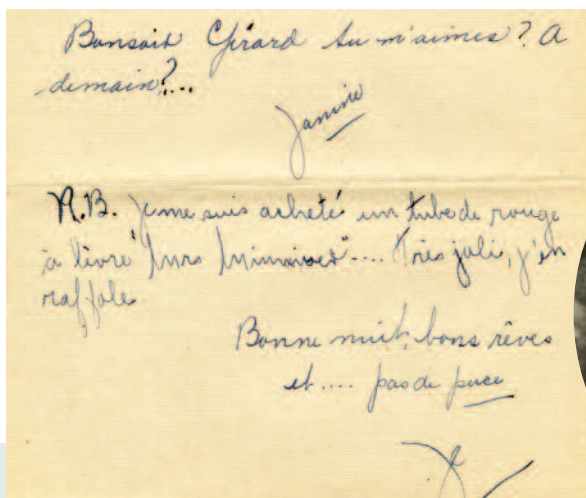 Bonsoir Gérard tu m'aimes? A
demain?...
Janine
N.B. Je me suis acheté un tube de rouge
à lèvre "Mrs .... Très joli, j'en
raffole
Bonne nuit, bons rêves
et .... pas de puce
J